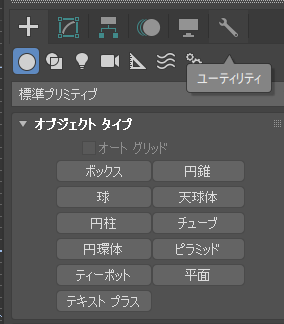 ユーティリティ
標準プリミティブ
オブジェクト タイプ
オート グリッド
ボックス 円錐
球 天球体
円柱 チューブ
円環体 ピラミッド
ティーポット 平面
テキスト プラス